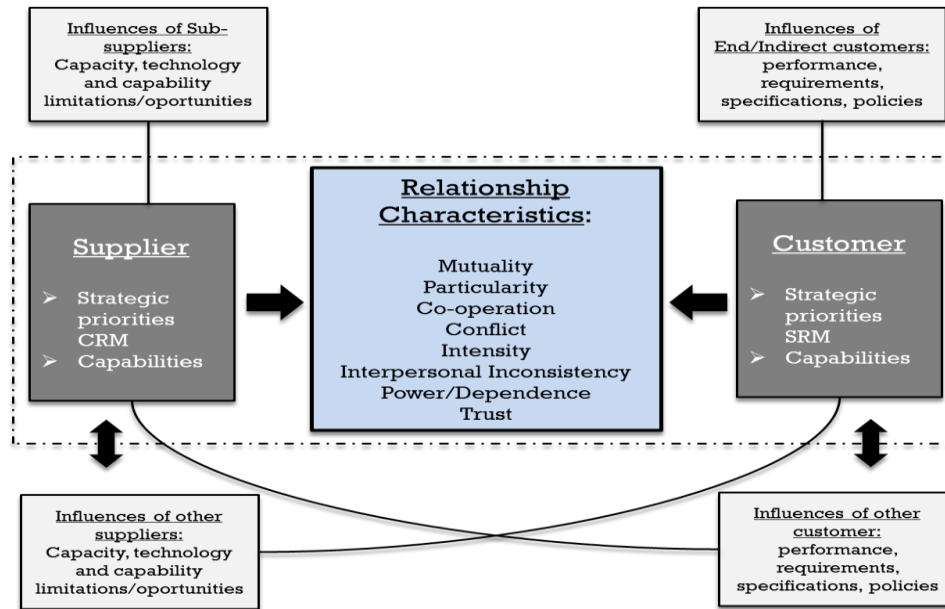 Influences of Sub-
suppliers:
Capacity, technology
and capability
limitations/oportunities
Influences of
End/Indirect customers:
performance,
requirements,
specifications, policies
Supplier
➢ Strategic
priorities
CRM
➢ Capabilities
Relationship
Characteristics:
Mutuality
Particularity
Co-operation
Conflict
Intensity
Interpersonal Inconsistency
Power/Dependence
Trust
Customer
➢ Strategic
priorities
SRM
➢ Capabilities
Influences of other
suppliers:
Capacity, technology
and capability
limitations/oportunities
Influences of other
customer:
performance,
requirements,
specifications, policies